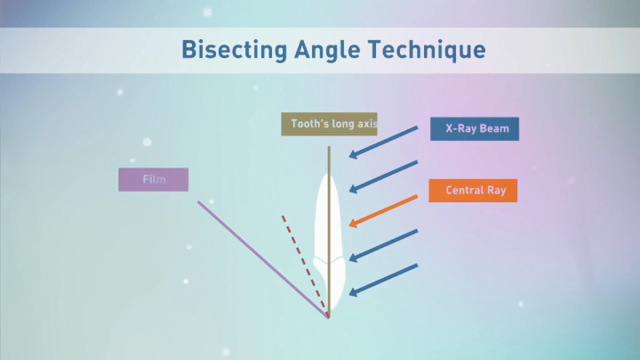 Bisecting Angle Technique
Tooth's long axis
X-Ray Beam
Film
Central Ray